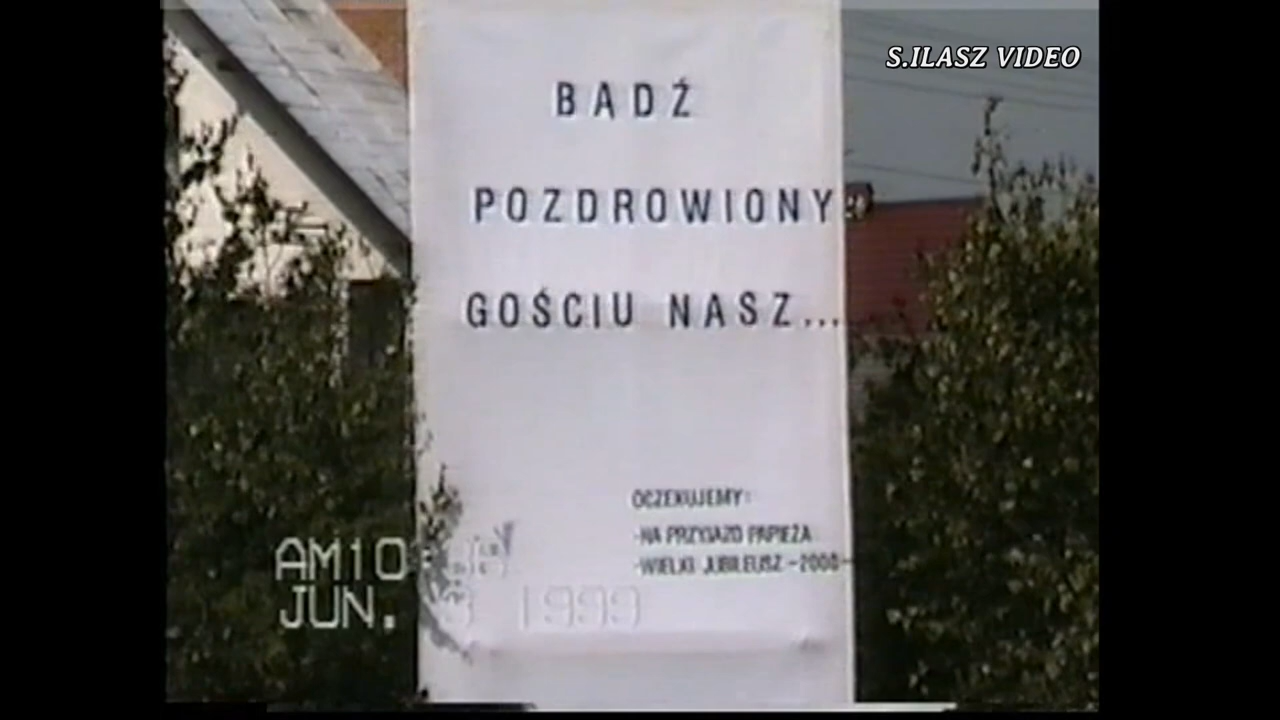 S.ILASZ VIDEO
BĄDŹ
POZDROWIONY
GOŚCIU NASZ...
OCZEKUJEMY:
-NA PRZYJAZD PAPIEŻA
-WIELKI JUBILEUSZ -2000-
AM10
JUN. 1999